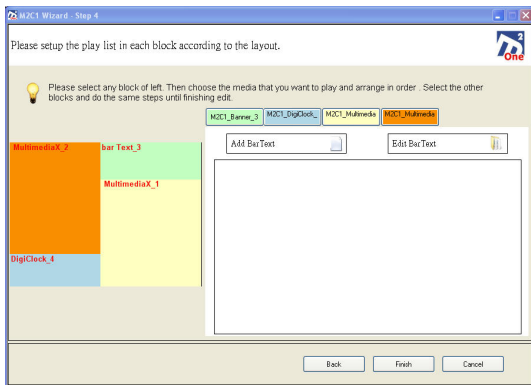 M2C1 Wizard - Step 4
Please setup the play list in each block according to the layout.
2
One
Please select any block of left. Then choose the media that you want to play and arrange in order . Select the other
blocks and do the same steps until finishing edit.
M2C1_Banner_3 M2C1_DigiClock_ M2C1_Multimedia M2C1_Multimedia
Add BarText Edit BarText
MultimediaX_2 bar Text_3
MultimediaX_1
DigiClock_4
Back Finish Cancel